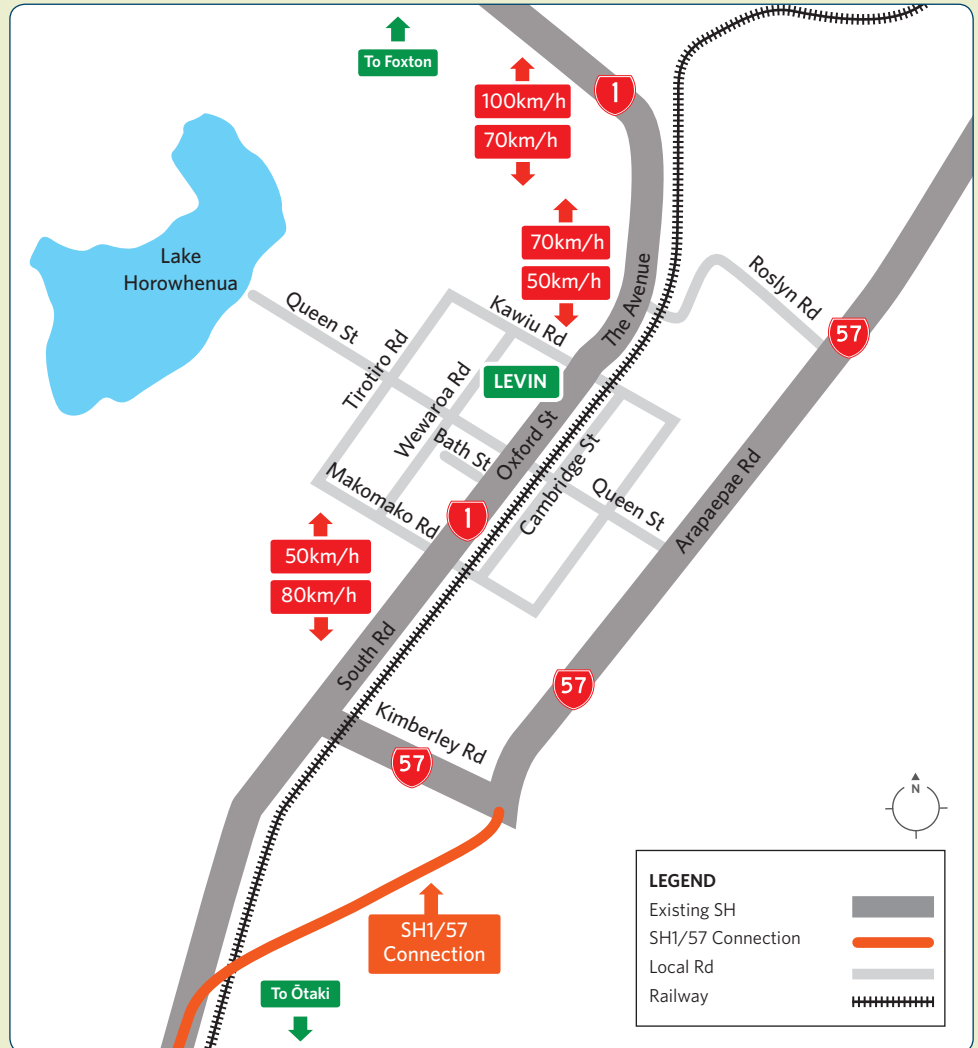 To Foxton
1
100km/h
70km/h
70km/h
50km/h
Lake
Horowhenua
The Avenue
Roslyn Rd
57
Queen St
Kawiu Rd
Tirotiro Rd
LEVIN
Wewaroa Rd
Oxford St
Bath St
Cambridge St
Queen St
Arapaepae Rd
Makomako Rd
1
50km/h
80km/h
South Rd
57
Kimberley Rd
57
N
SH1/57
Connection
To Ōtaki
LEGEND
Existing SH
SH1/57 Connection
Local Rd
Railway